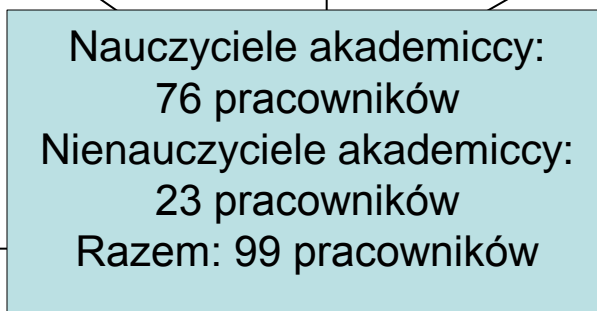 Nauczyciele akademiccy:
76 pracowników
Nienauczyciele akademiccy:
23 pracowników
Razem: 99 pracowników